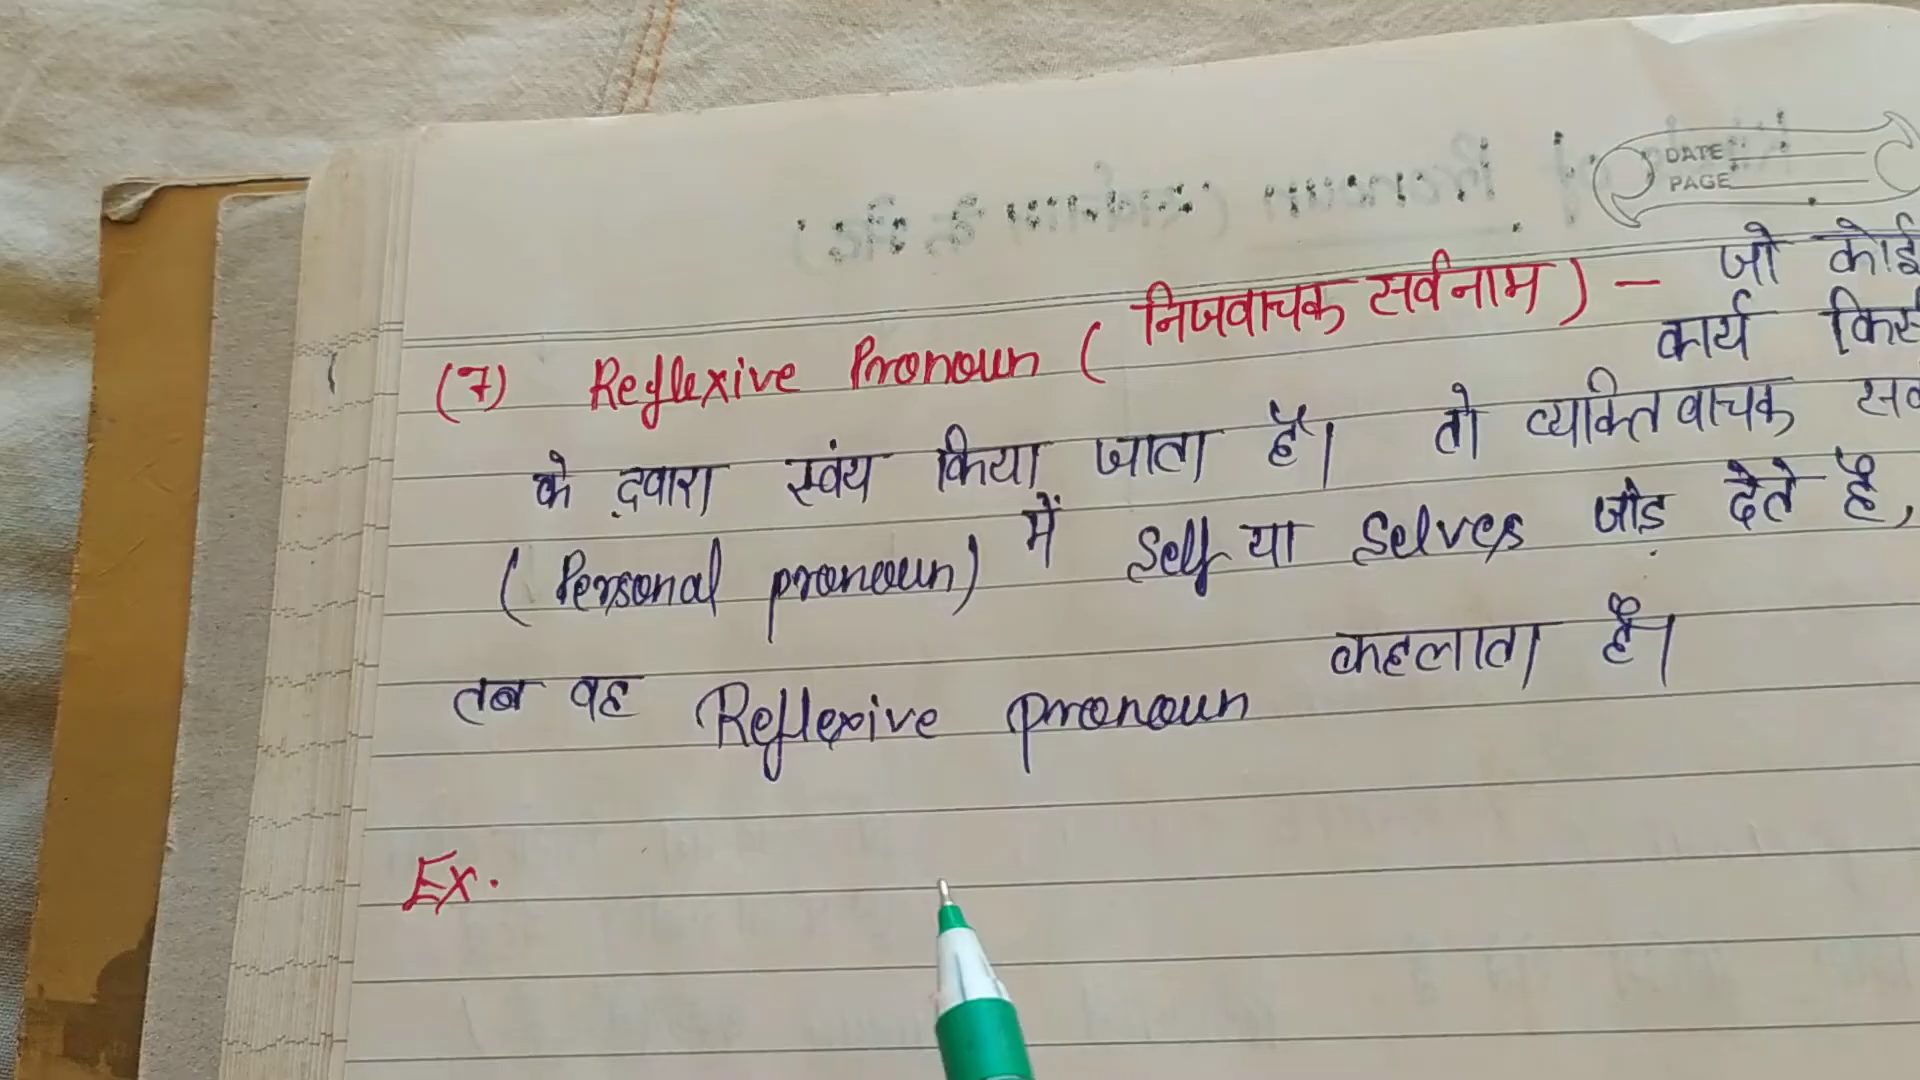 DATE
PAGE
(7) Reflexive Pronoun ( निजवाचक सर्वनाम ) – जो कोई
कार्य
के द्वारा स्वंय किया जाता है। तो व्यक्तिवाचक
( Personal pronoun) में Self या Selves जोड देते है,
तब वह Reflexive pronoun कहलाता है।
Ex.